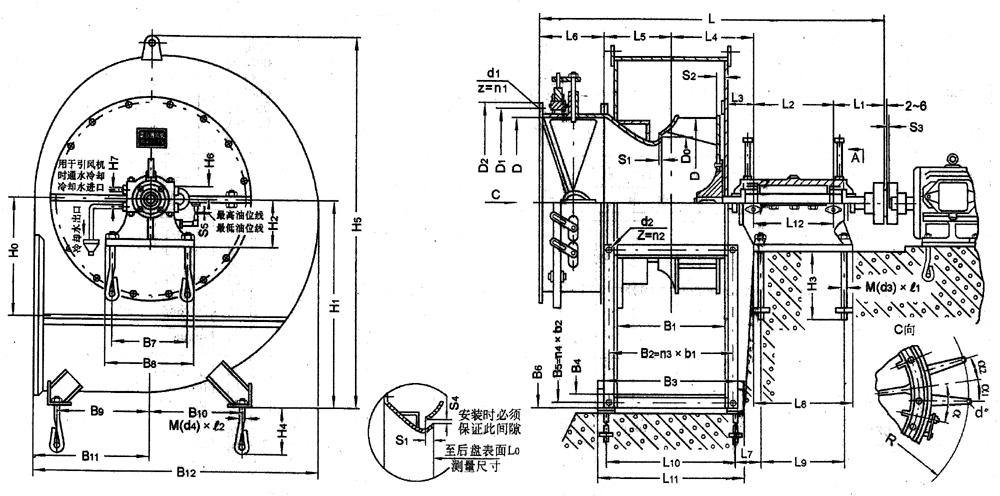 L
L6
L5
L4
d1
z=n1
S2
L3
L2
L1
2~6
S3
H7
H6
用于引风机
时通水冷却
冷却水进口
D2
D1
D
S1
D0
D
A
H5
C
冷却水出口
S5
最高油位线
最低油位线
H2
d2
Z=n2
L12
H0
H1
H3
M(d3)×ℓ1
B7
B8
B1
B2=n3×b1
C向
B6
B5=n4×b2
B4
B3
L8
α
α
d°
R
B9
B10
M(d4)×ℓ2
H4
S4
S1
安装时必须
保证此间隙
至后盘表面L0
测量尺寸
B11
B12
L10
L7
L9
L11